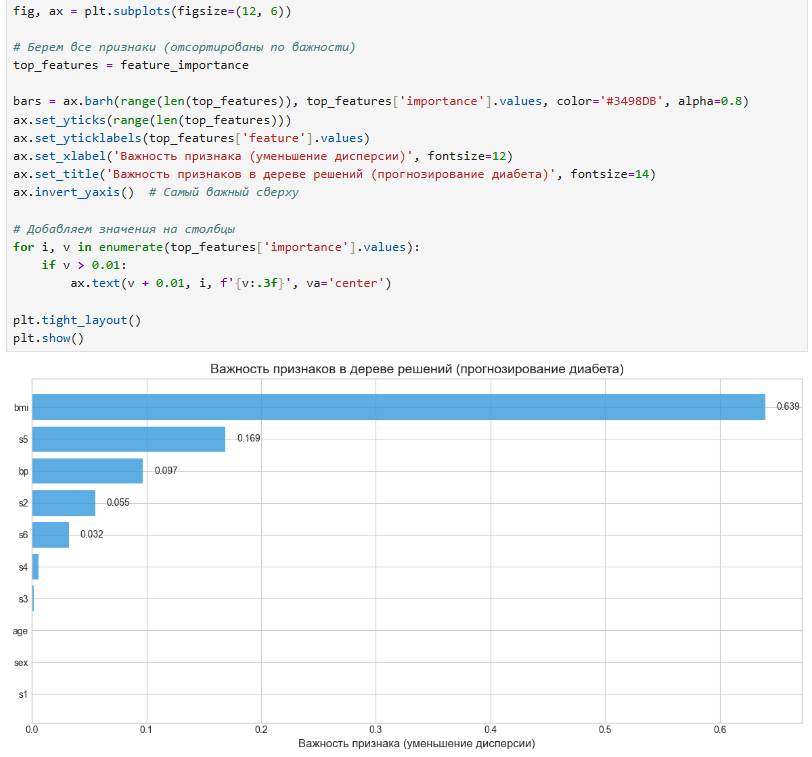 fig, ax = plt.subplots(figsize=(12, 6))
# Берем все признаки (отсортированы по важности)
top_features = feature_importance
bars = ax.barh(range(len(top_features)), top_features['importance'].values, color='#3498DB', alpha=0.8)
ax.set_yticks(range(len(top_features)))
ax.set_yticklabels(top_features['feature'].values)
ax.set_xlabel('Важность признака (уменьшение дисперсии)', fontsize=12)
ax.set_title('Важность признаков в дереве решений (прогнозирование диабета)', fontsize=14)
ax.invert_yaxis()  # Самый важный сверху
# Добавляем значения на столбцы
for i, v in enumerate(top_features['importance'].values):
    if v > 0.01:
        ax.text(v + 0.01, i, f'{v:.3f}', va='center')
plt.tight_layout()
plt.show()
Важность признаков в дереве решений (прогнозирование диабета)
bmi 0.639
s5 0.169
bp 0.097
s2 0.055
s6 0.032
s4
s3
age
sex
s1
0.0 0.1 0.2 0.3 0.4 0.5 0.6
Важность признака (уменьшение дисперсии)